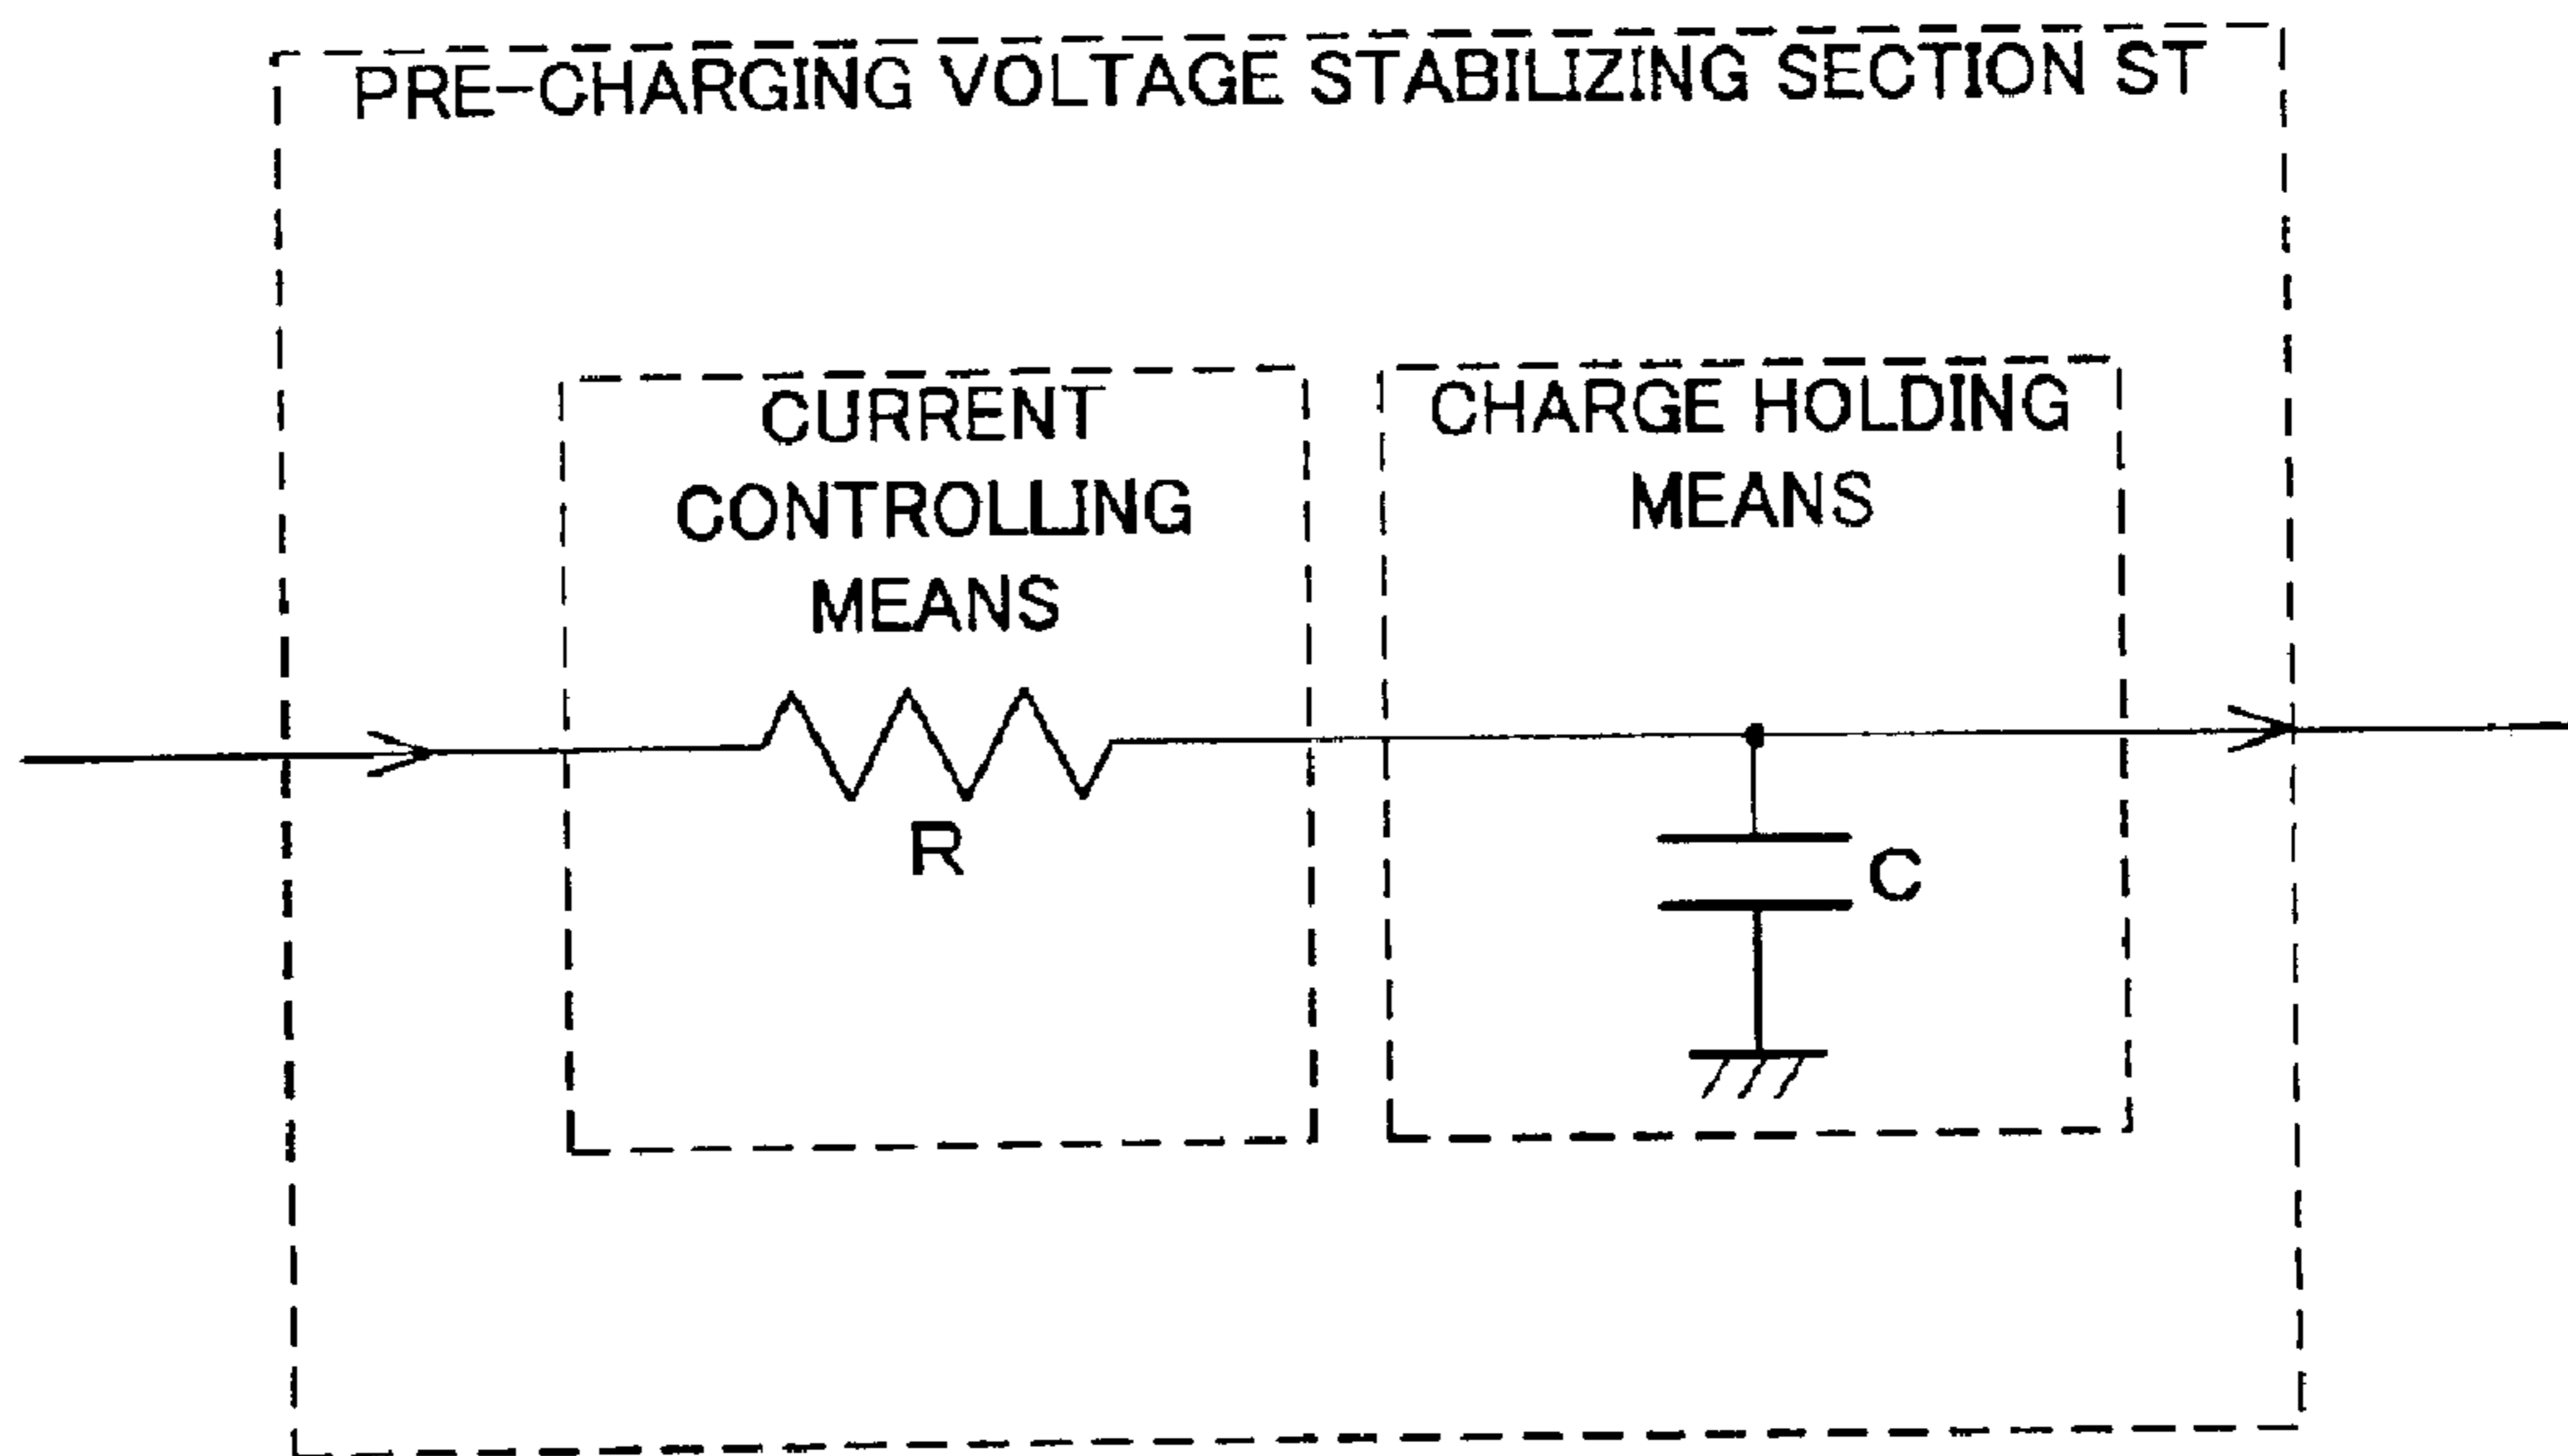 PRE-CHARGING VOLTAGE STABILIZING SECTION ST
CURRENT
CONTROLLING
MEANS
CHARGE HOLDING
MEANS
R
C